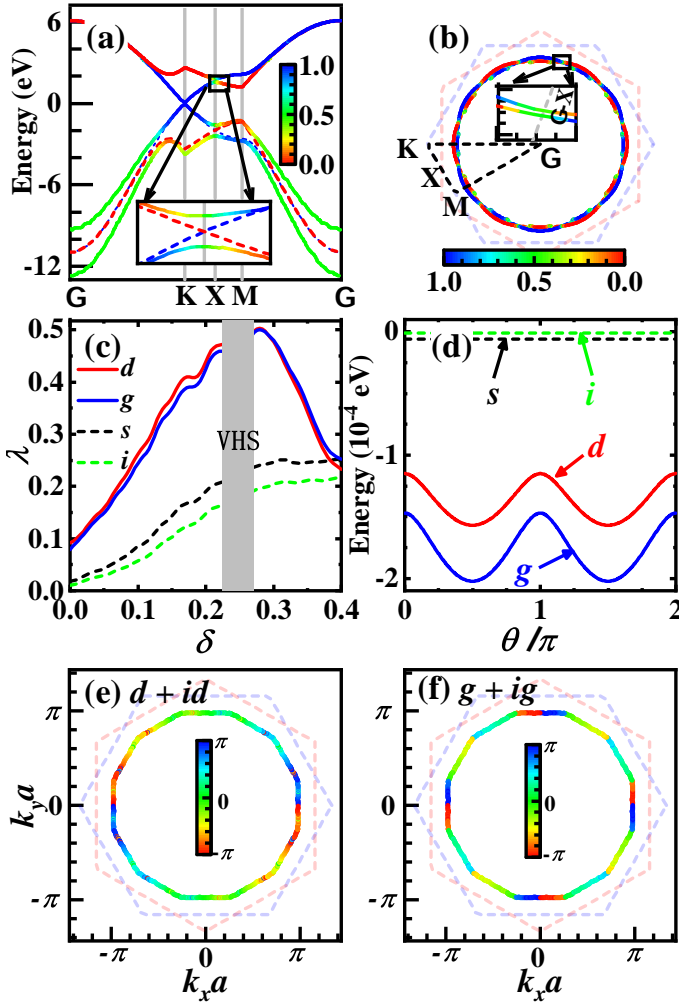 (a)
6
0
-6
-12
Energy (eV)
1.0
0.5
0.0
G K X M G
(b)
K
X
M
G
G-X
1.0 0.5 0.0
(c)
0.5
0.4
0.3
0.2
0.1
0.0
λ
d
g
s
i
VHS
0.0 0.1 0.2 0.3 0.4
δ
(d)
0
-1
-2
Energy (10⁻⁴ eV)
s
i
d
g
0 1 2
θ/π
(e) d + id
π
0
-π
k_y a
π
0
-π
-π 0 π
k_x a
(f) g + ig
π
0
-π
π
0
-π
-π 0 π
k_x a